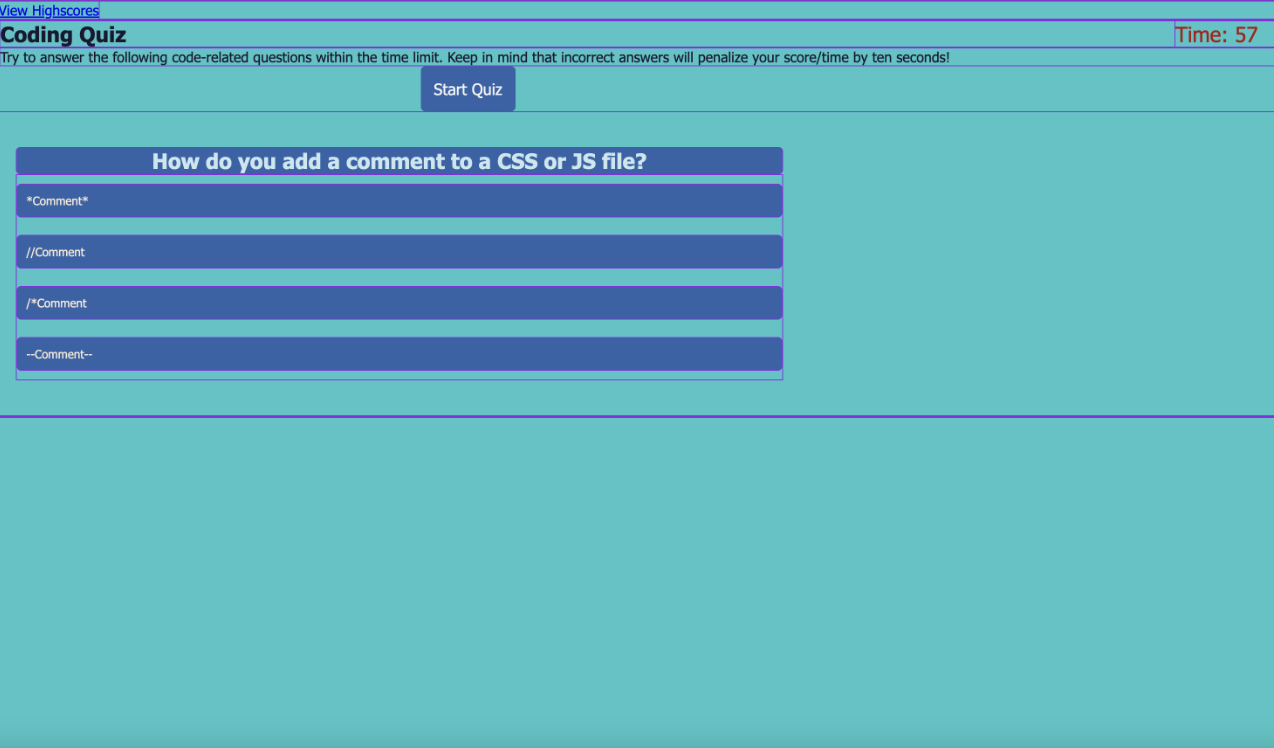 View Highscores
Coding Quiz
Time: 57
Try to answer the following code-related questions within the time limit. Keep in mind that incorrect answers will penalize your score/time by ten seconds!
Start Quiz
How do you add a comment to a CSS or JS file?
*Comment*
//Comment
/*Comment
--Comment--